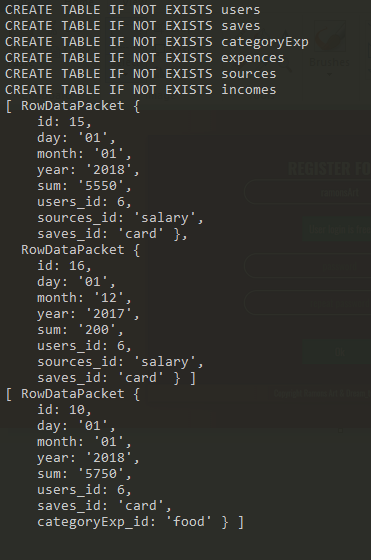 CREATE TABLE IF NOT EXISTS users
CREATE TABLE IF NOT EXISTS saves
CREATE TABLE IF NOT EXISTS categoryExp
CREATE TABLE IF NOT EXISTS expences
CREATE TABLE IF NOT EXISTS sources
CREATE TABLE IF NOT EXISTS incomes
[ RowDataPacket {
    id: 15,
    day: '01',
    month: '01',
    year: '2018',
    sum: '5550',
    users_id: 6,
    sources_id: 'salary',
    saves_id: 'card' },
  RowDataPacket {
    id: 16,
    day: '01',
    month: '12',
    year: '2017',
    sum: '200',
    users_id: 6,
    sources_id: 'salary',
    saves_id: 'card' } ]
[ RowDataPacket {
    id: 10,
    day: '01',
    month: '01',
    year: '2018',
    sum: '5750',
    users_id: 6,
    saves_id: 'card',
    categoryExp_id: 'food' } ]
REGISTER FO